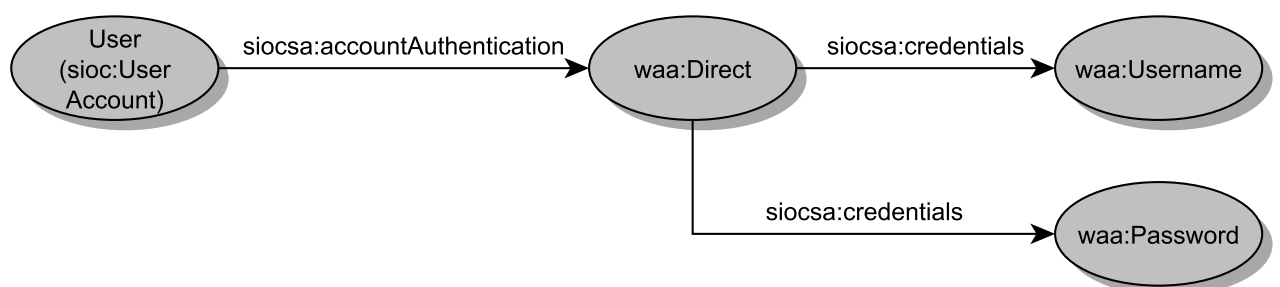 User
(sioc:User
Account)
siocsa:accountAuthentication
waa:Direct
siocsa:credentials
waa:Username
siocsa:credentials
waa:Password